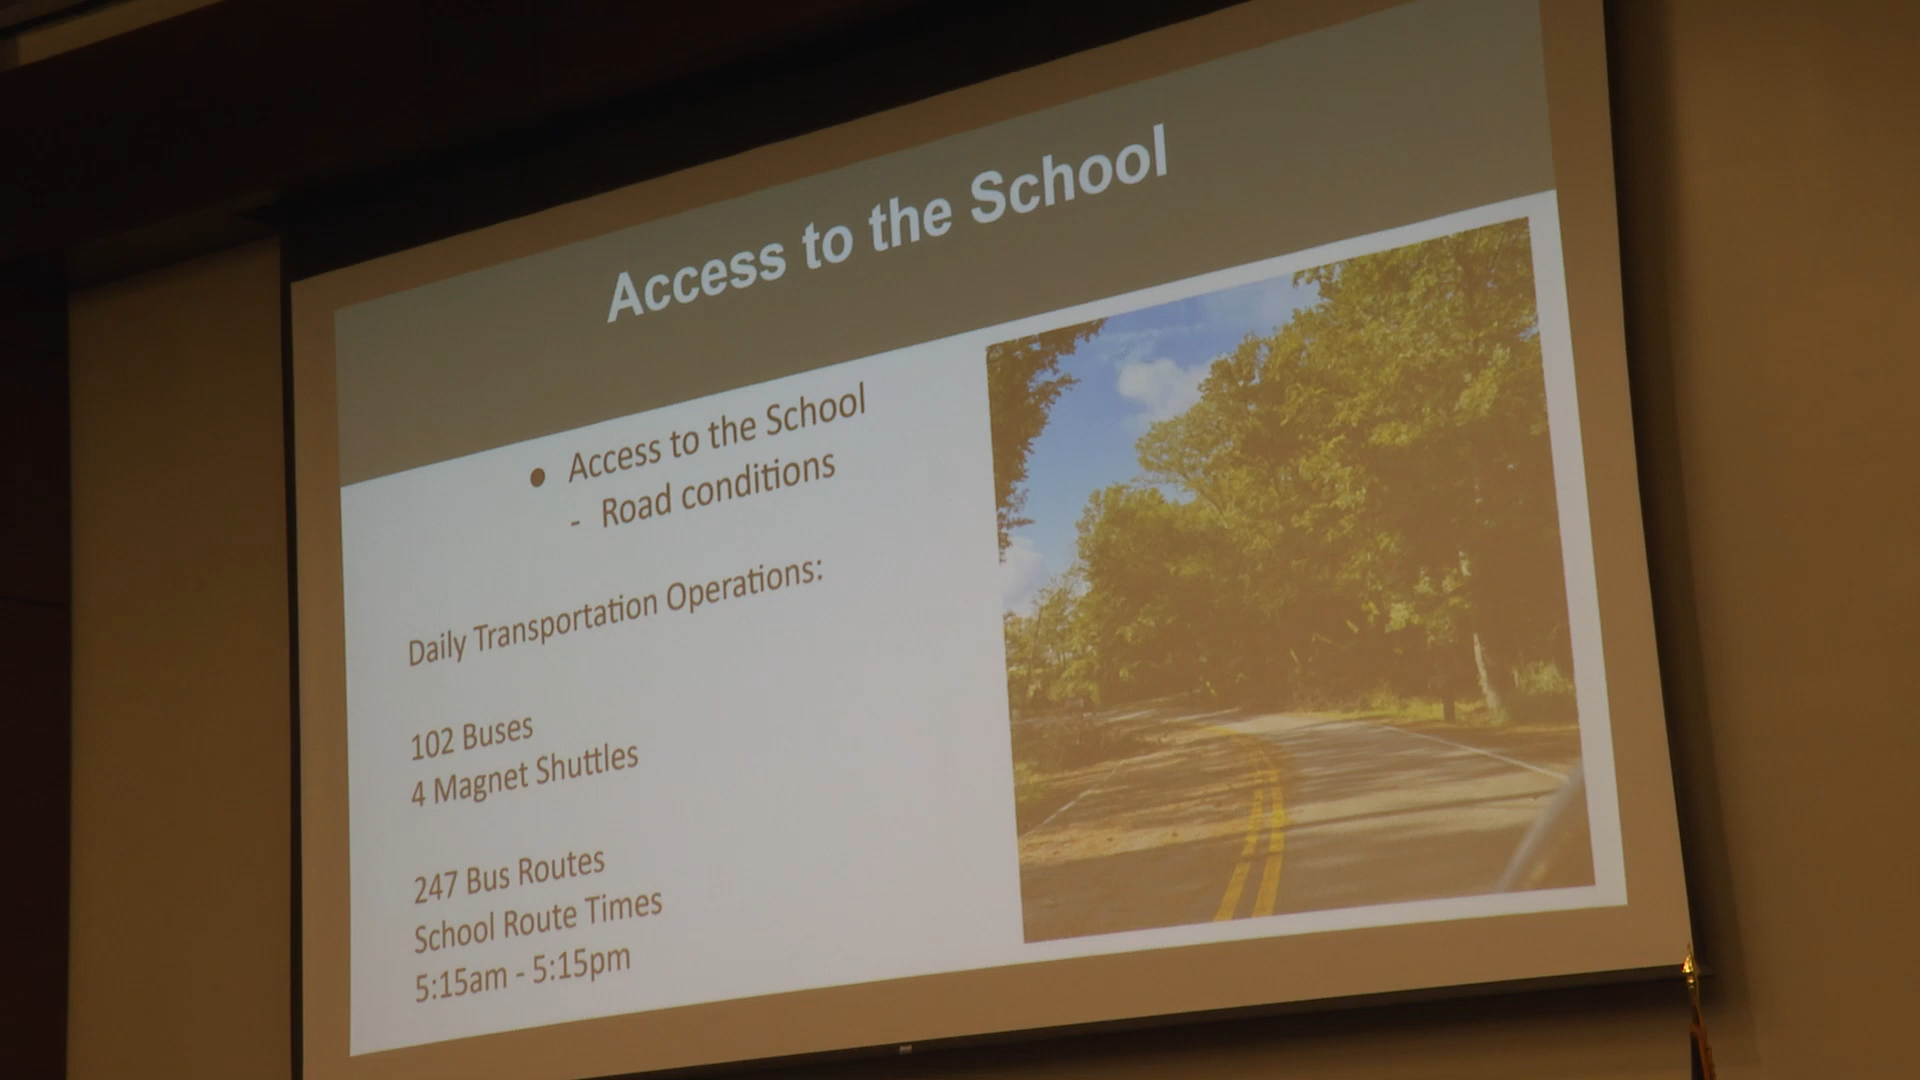 Access to the School
● Access to the School
- Road conditions
Daily Transportation Operations:
102 Buses
4 Magnet Shuttles
247 Bus Routes
School Route Times
5:15am - 5:15pm